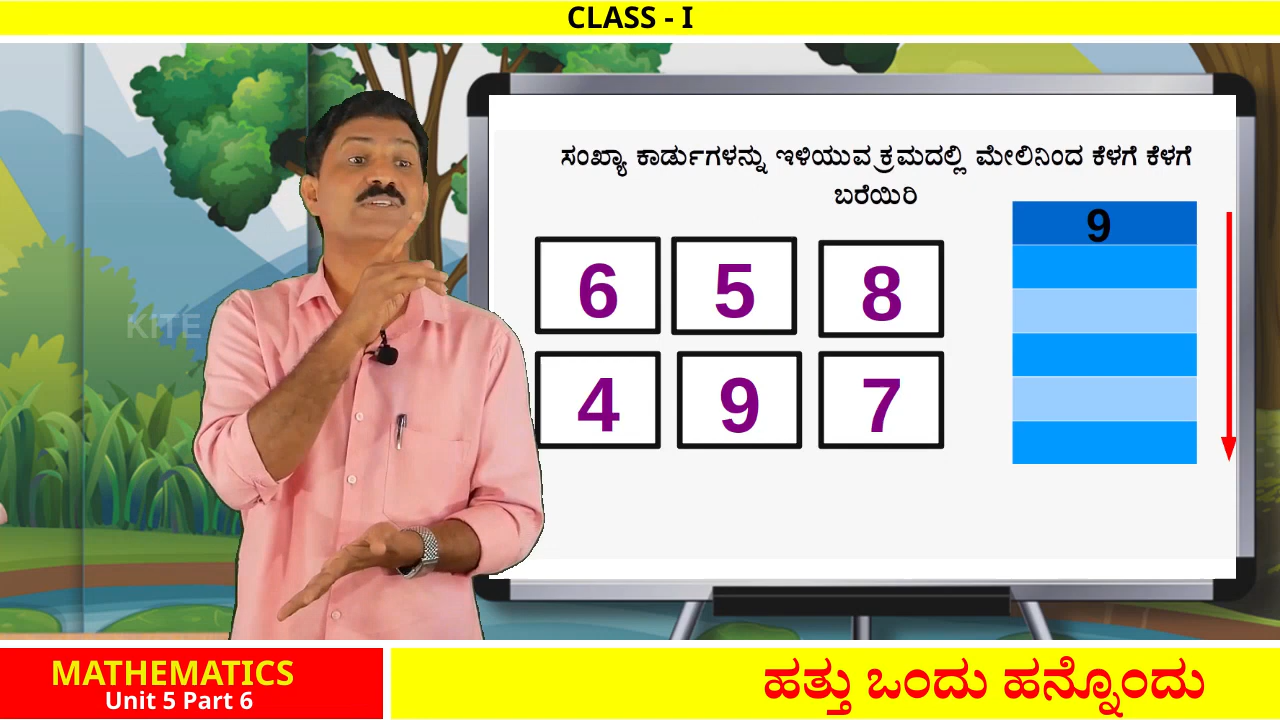 CLASS - I
ಸಂಖ್ಯಾ ಕಾರ್ಡುಗಳನ್ನು ಇಳಿಯುವ ಕ್ರಮದಲ್ಲಿ ಮೇಲಿನಿಂದ ಕೆಳಗೆ ಕೆಳಗೆ
ಬರೆಯಿರಿ
9
6 5 8
4 9 7
KITE
MATHEMATICS
Unit 5 Part 6
ಹತ್ತು ಒಂದು ಹನ್ನೊಂದು